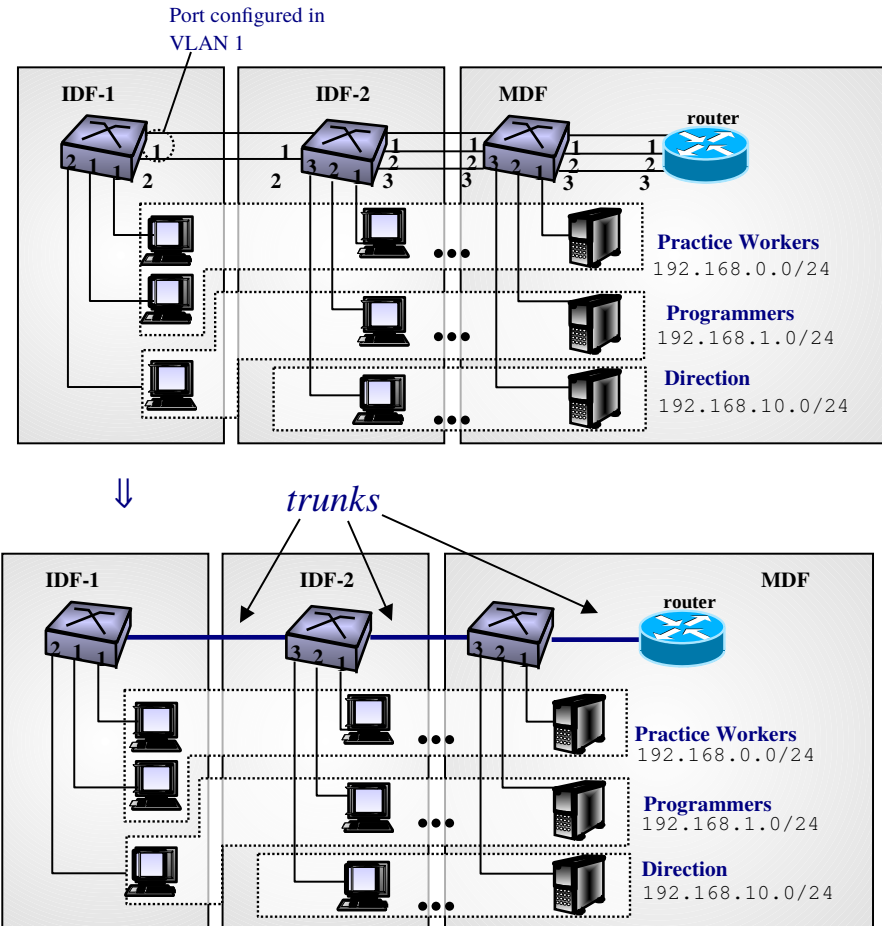 Port configured in
VLAN 1
IDF-1
IDF-2
MDF
router
1 1 1 1 1
2 1 1 2 2 3 2 1 2 3 2 3 2 1 2 3 2 3
3 3
Practice Workers
192.168.0.0/24
Programmers
192.168.1.0/24
Direction
192.168.10.0/24
⇓
trunks
IDF-1
IDF-2
MDF
router
2 1 1
3 2 1
3 2 1
Practice Workers
192.168.0.0/24
Programmers
192.168.1.0/24
Direction
192.168.10.0/24